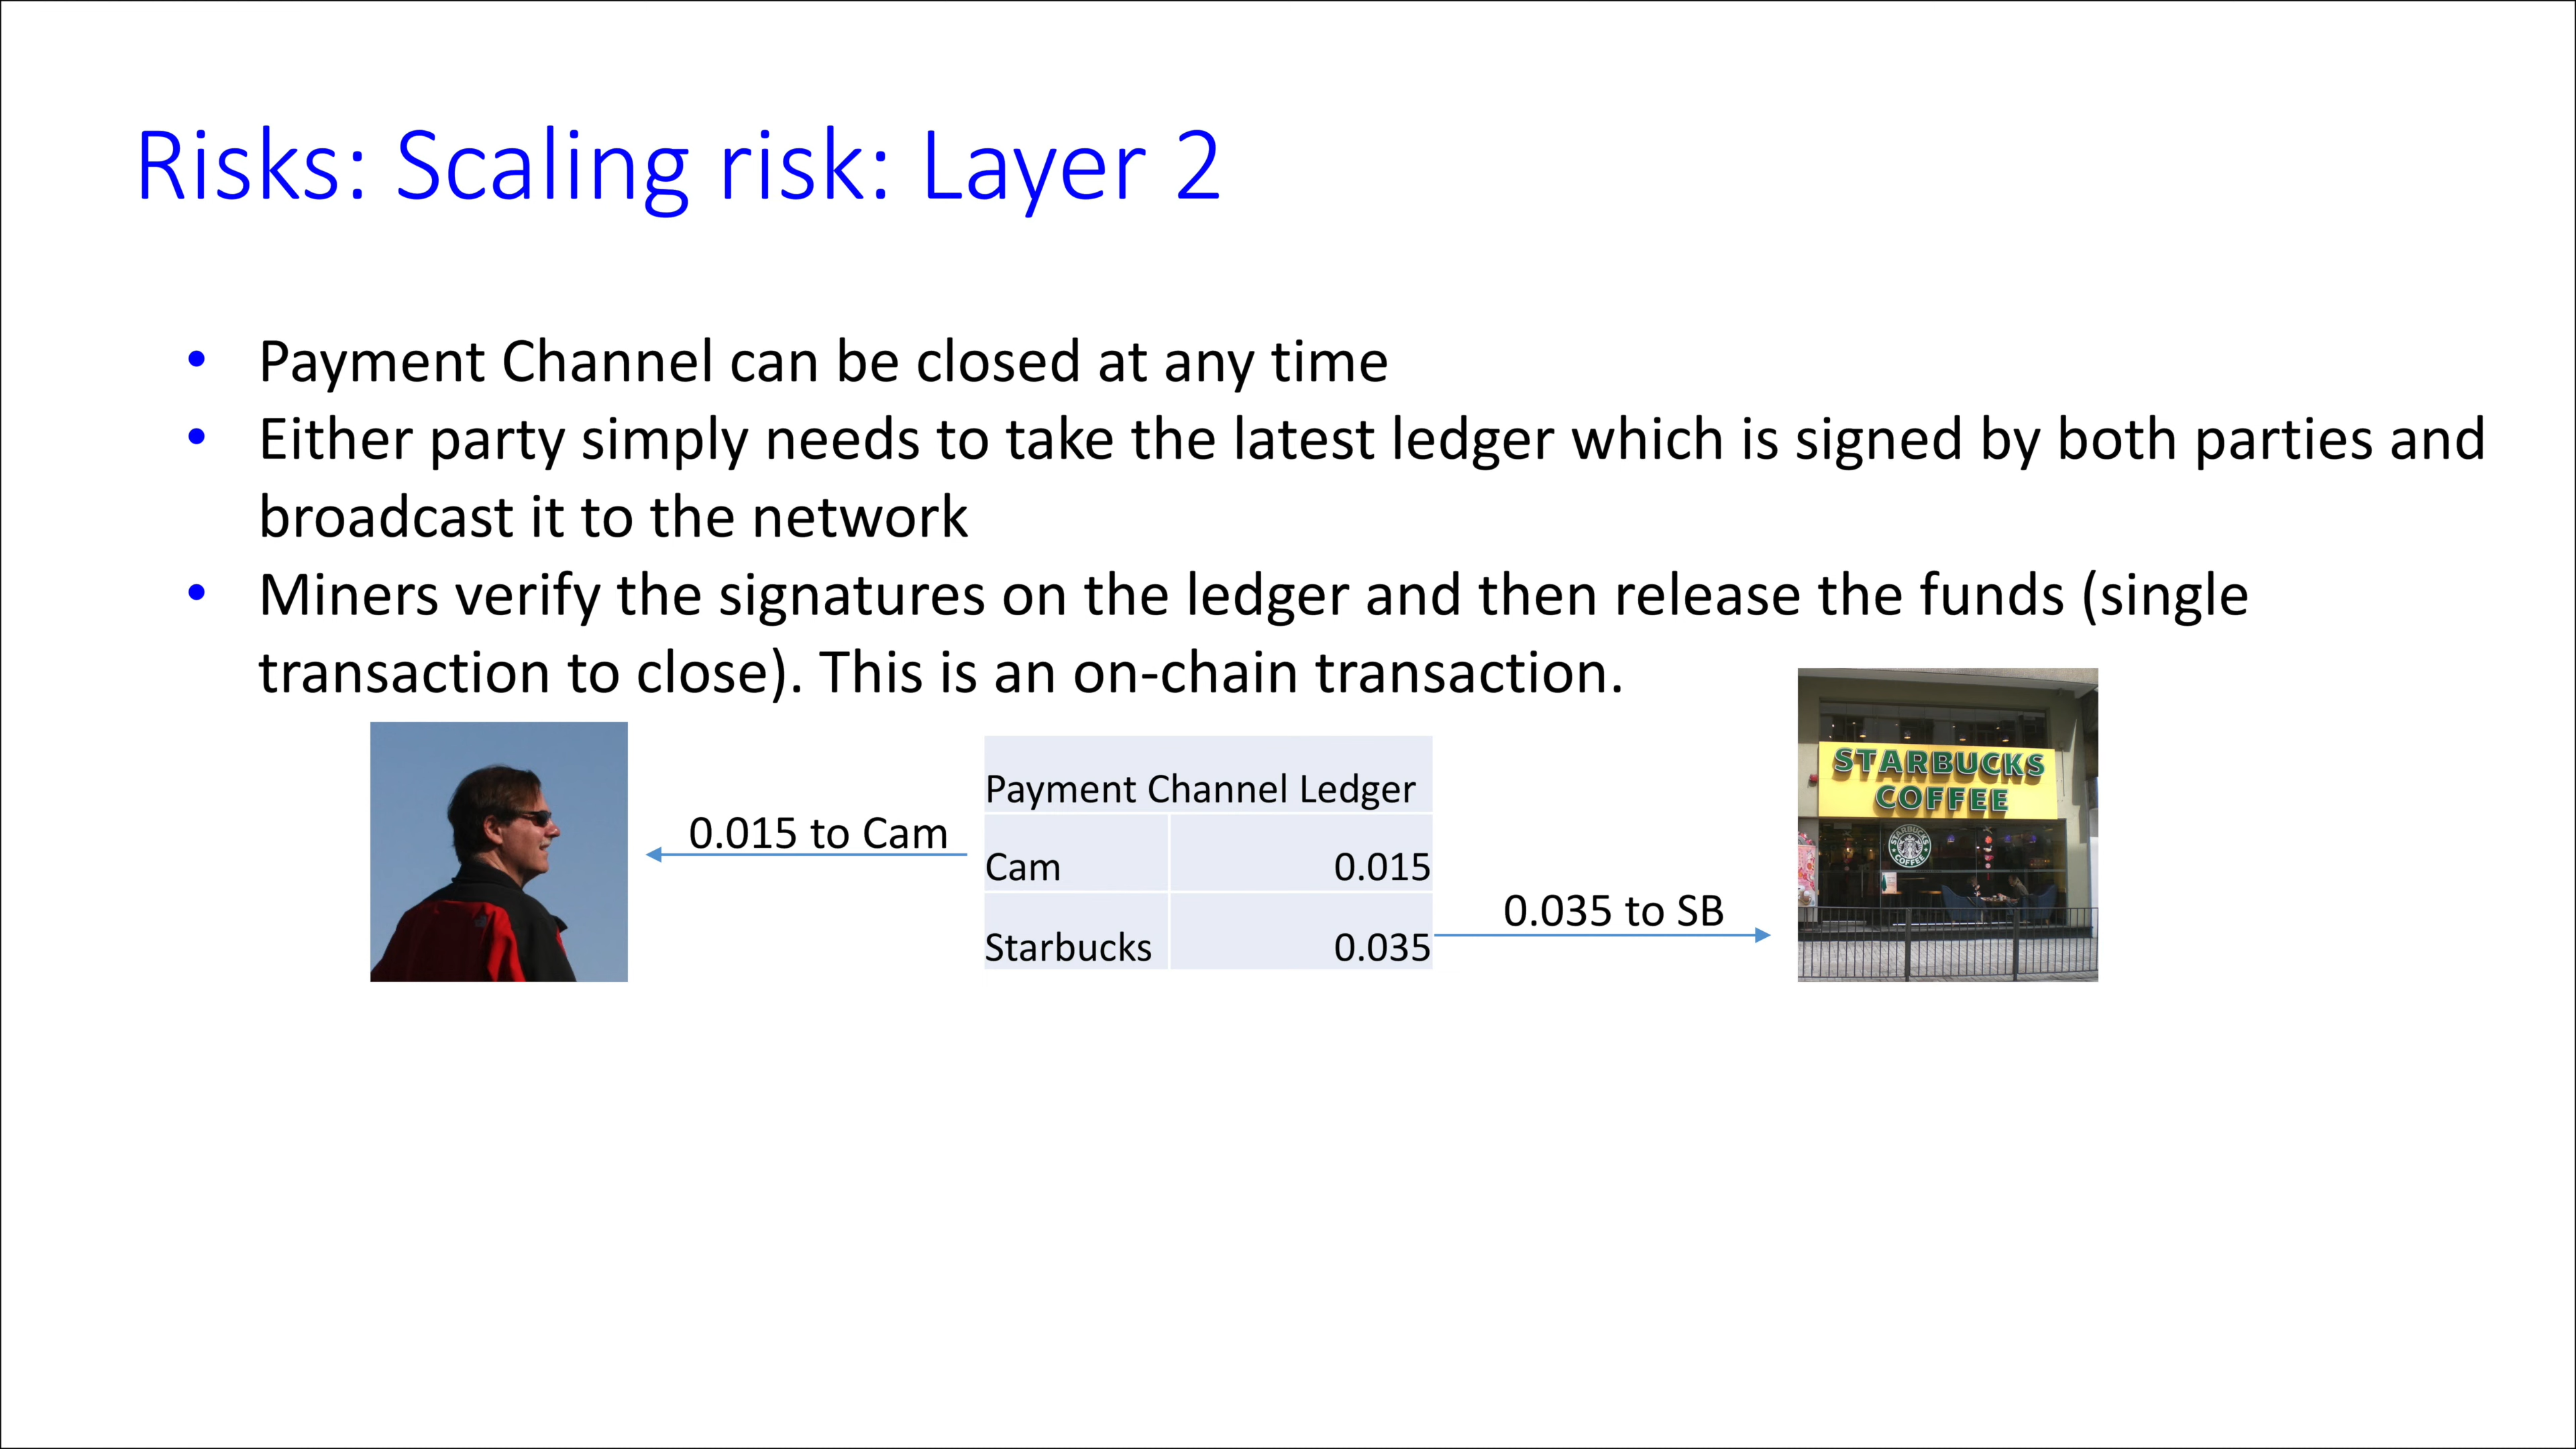 Risks: Scaling risk: Layer 2
• Payment Channel can be closed at any time
• Either party simply needs to take the latest ledger which is signed by both parties and
broadcast it to the network
• Miners verify the signatures on the ledger and then release the funds (single
transaction to close). This is an on-chain transaction.
0.015 to Cam
Payment Channel Ledger
Cam 0.015
Starbucks 0.035
0.035 to SB
STARBUCKS
COFFEE
STARBUCKS
COFFEE